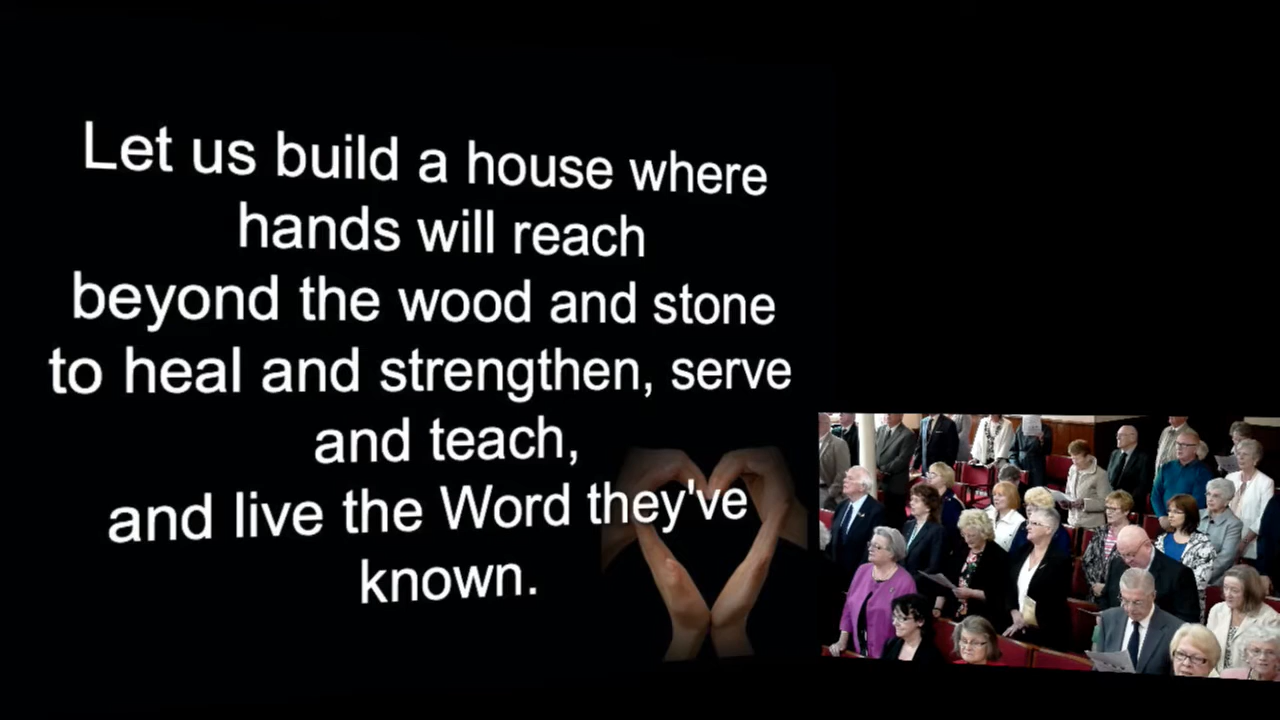 Let us build a house where
hands will reach
beyond the wood and stone
to heal and strengthen, serve
and teach,
and live the Word they've
known.